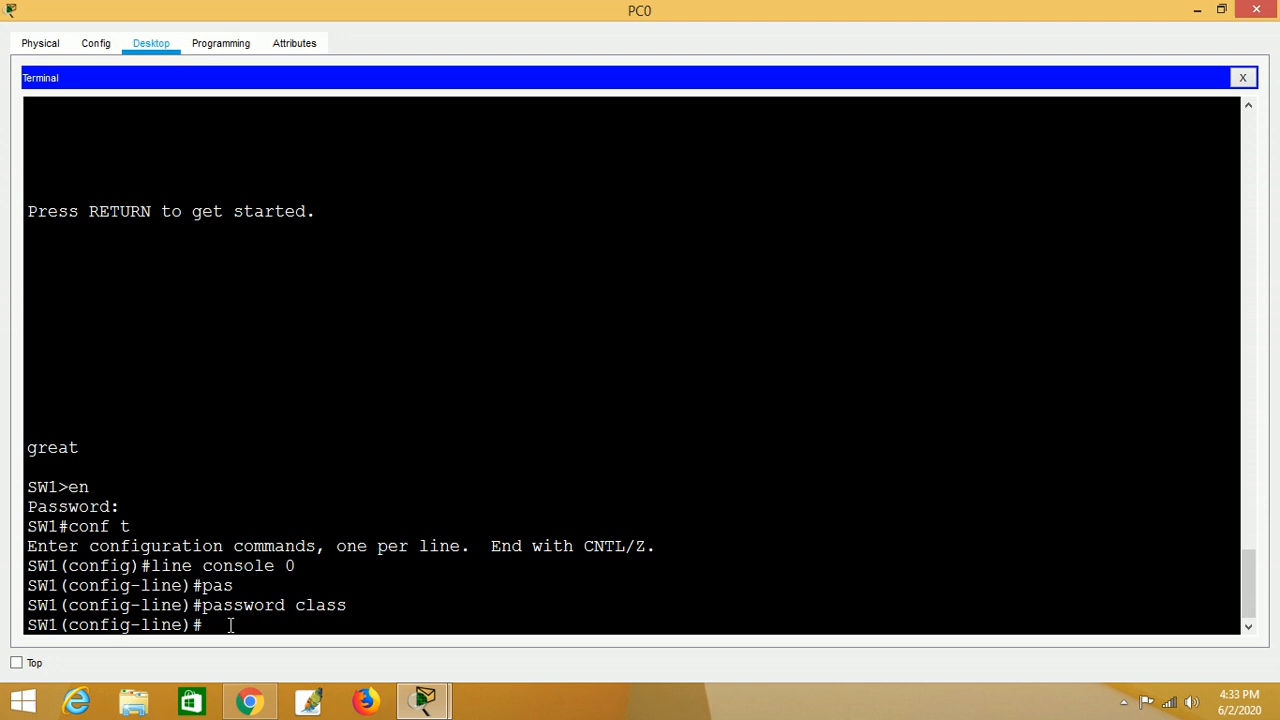 PC0
Physical Config Desktop Programming Attributes
Terminal X
Press RETURN to get started.
great
SW1>en
Password:
SW1#conf t
Enter configuration commands, one per line.  End with CNTL/Z.
SW1(config)#line console 0
SW1(config-line)#pas
SW1(config-line)#password class
SW1(config-line)#
Top
4:33 PM
6/2/2020